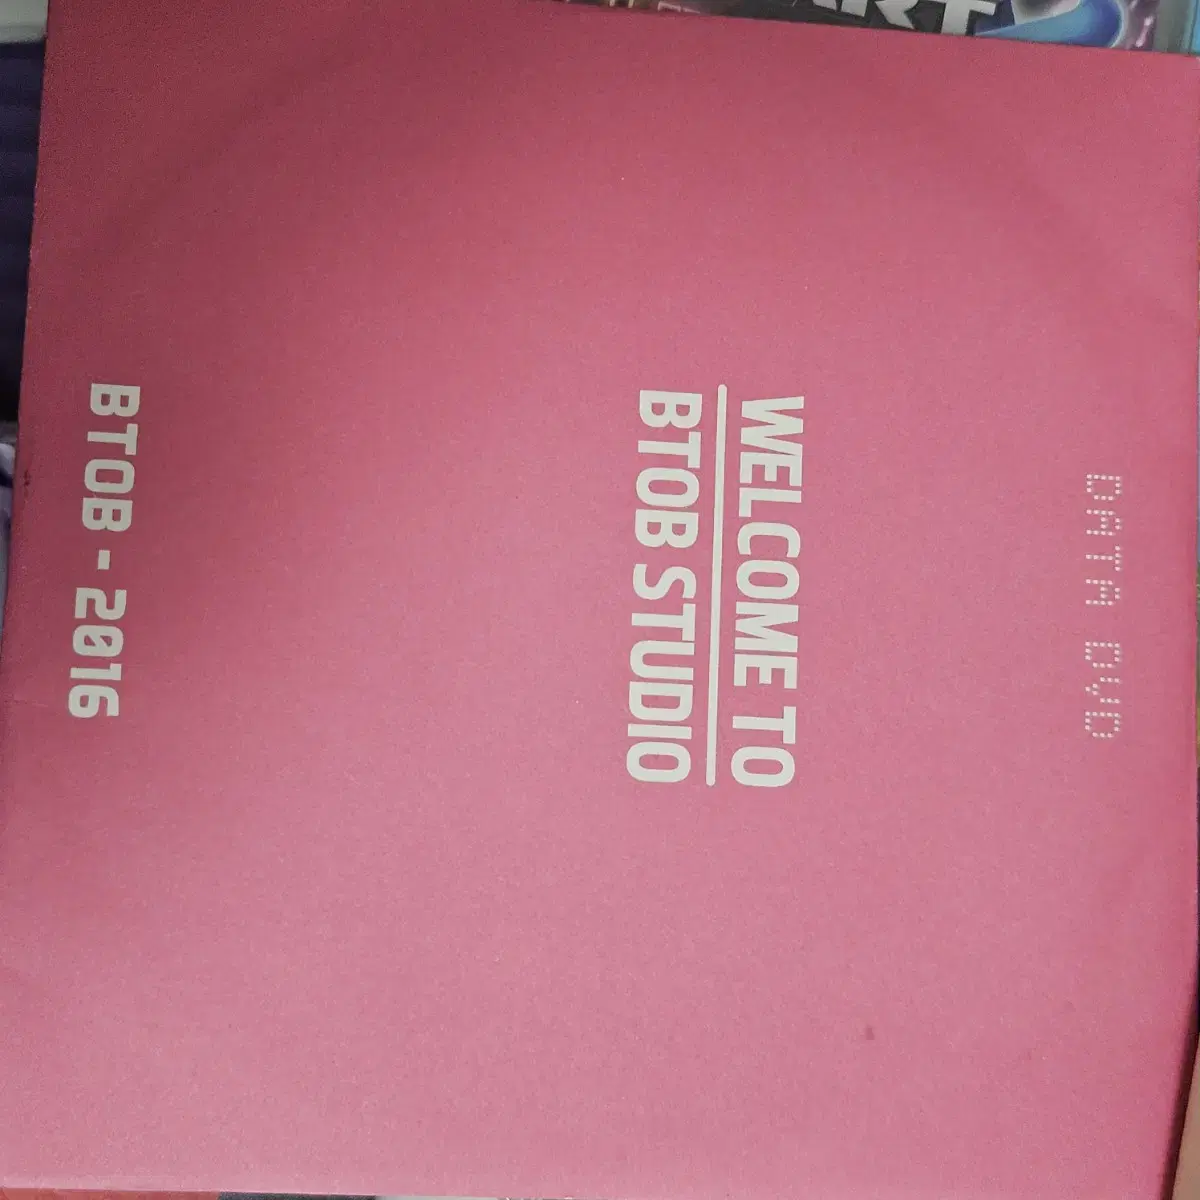 DATA DVD
WELCOME TO
BTOB STUDIO
BTOB - 2016